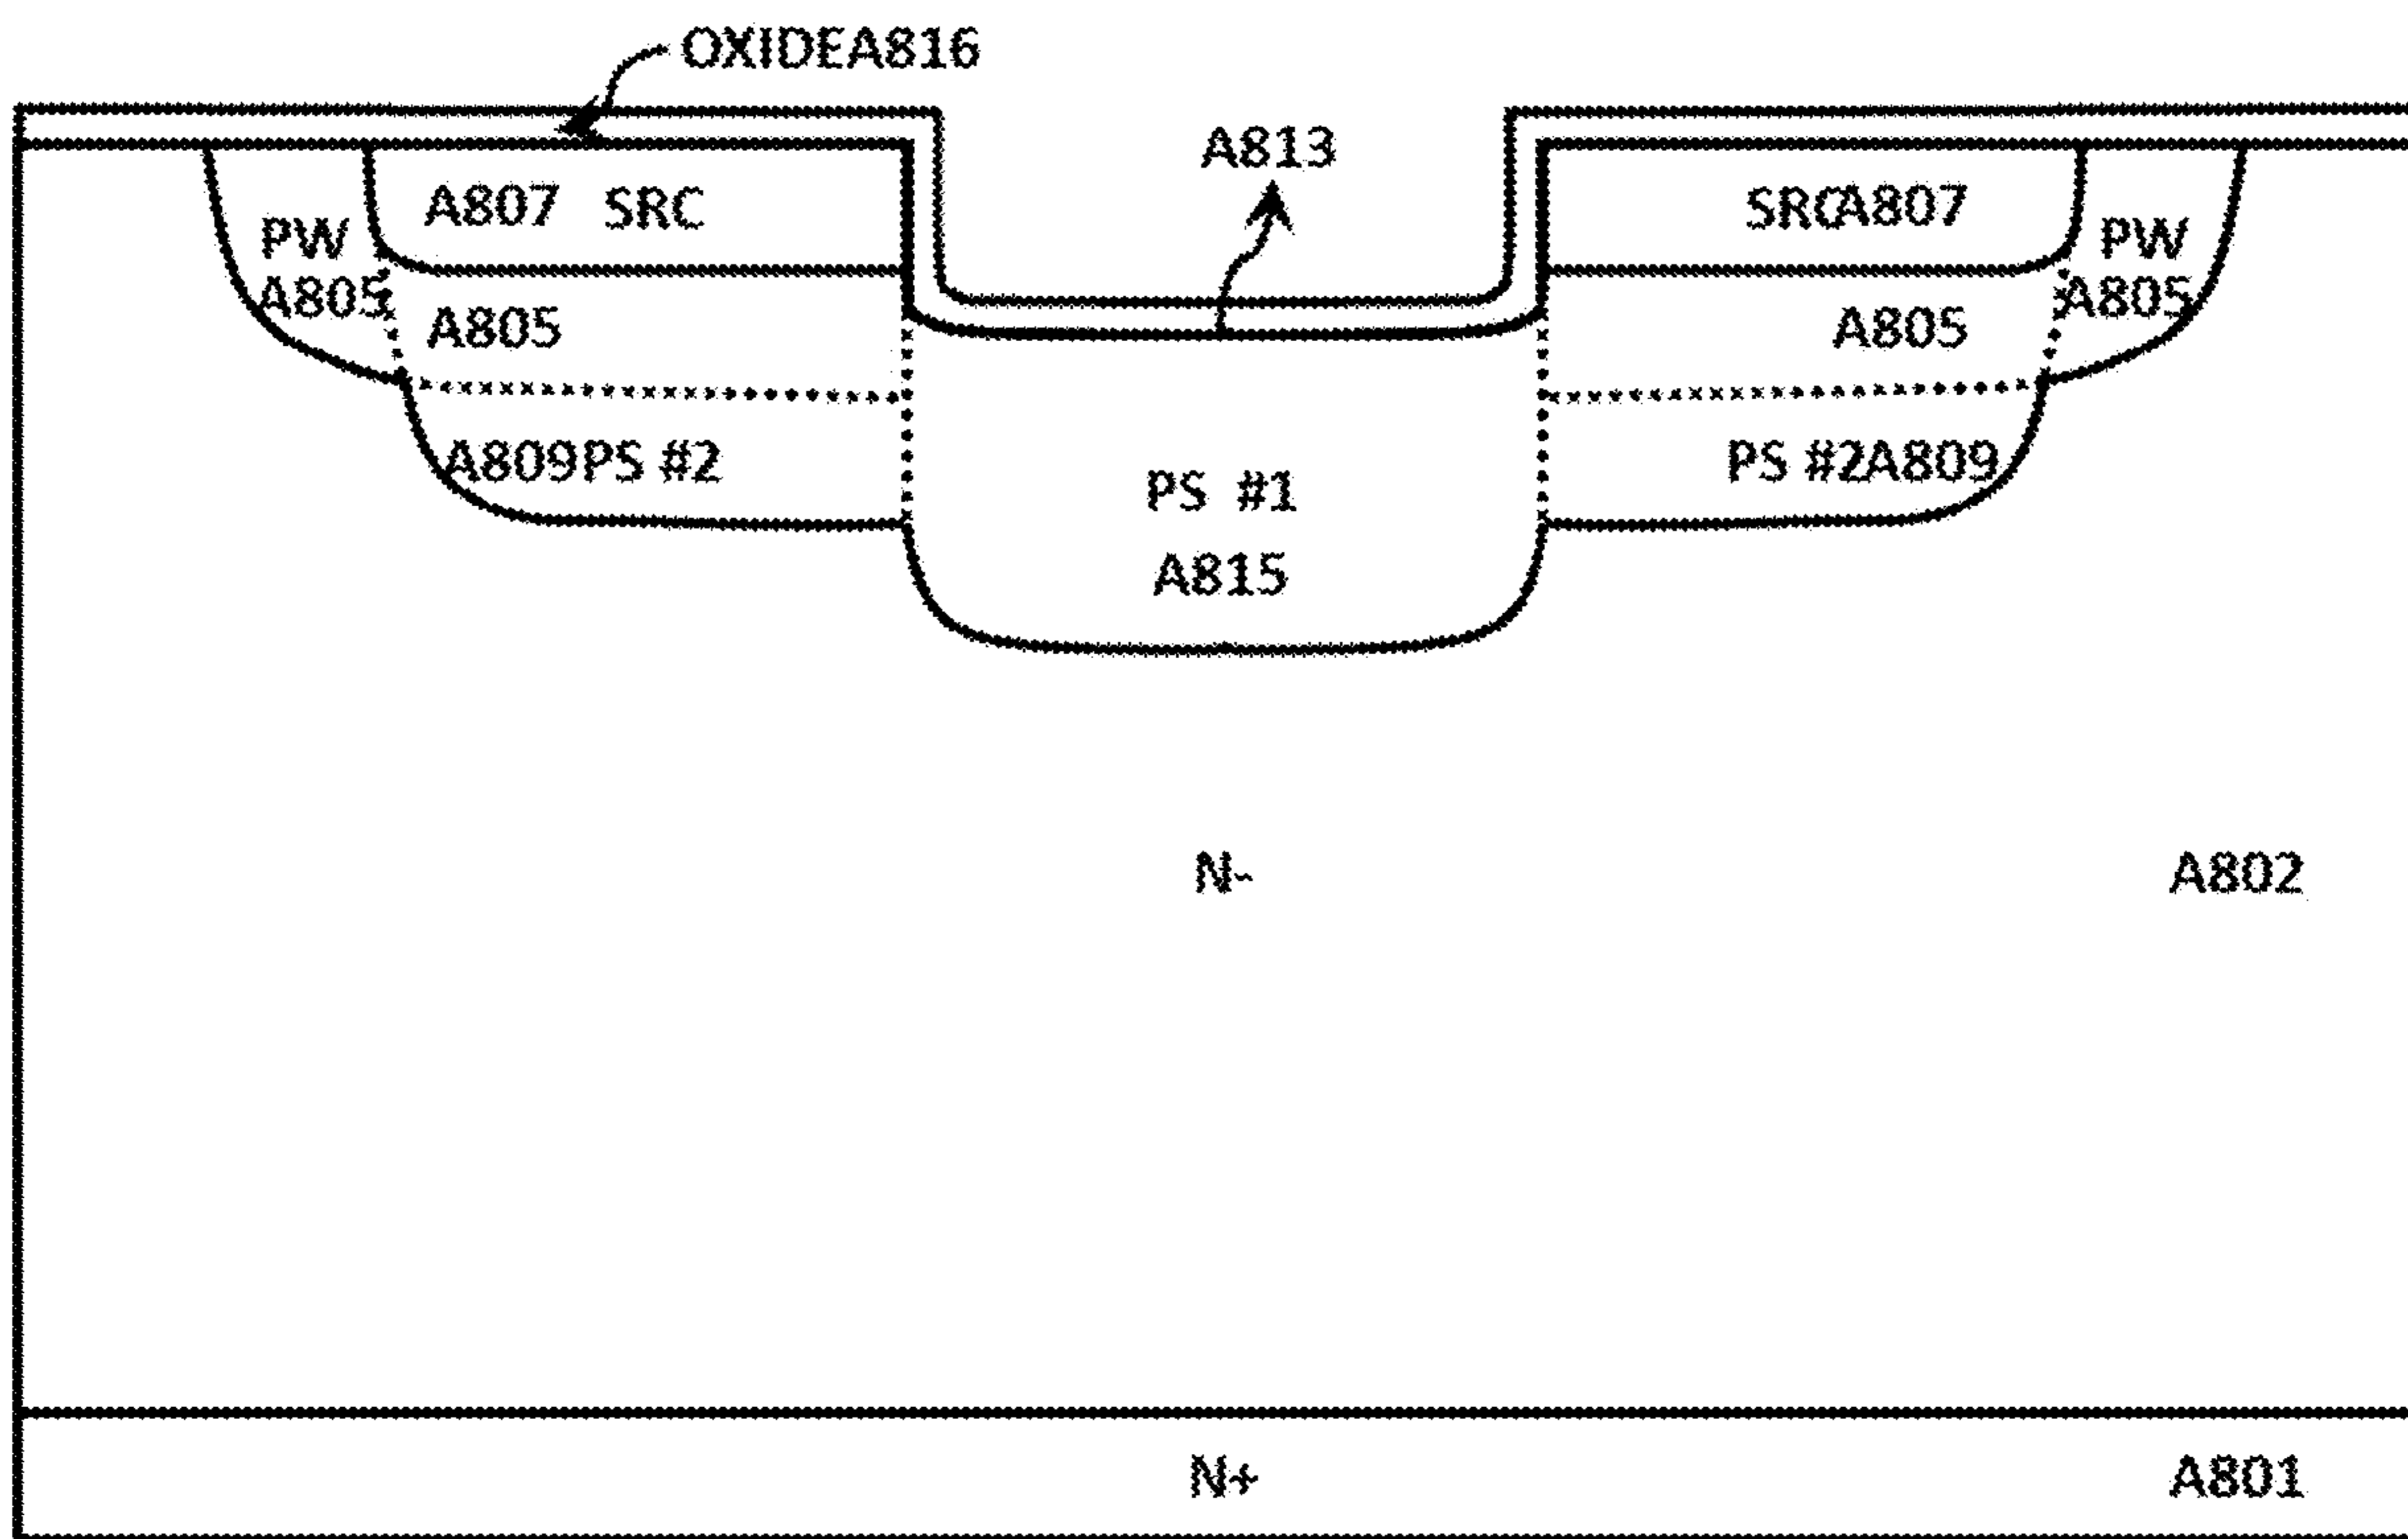 OXIDEA816
A813
A807 SRC
SRCA807
PW
A805
PW
A805
A805
A805
A809PS #2
PS #2A809
PS #1
A815
N-
A802
N+
A801